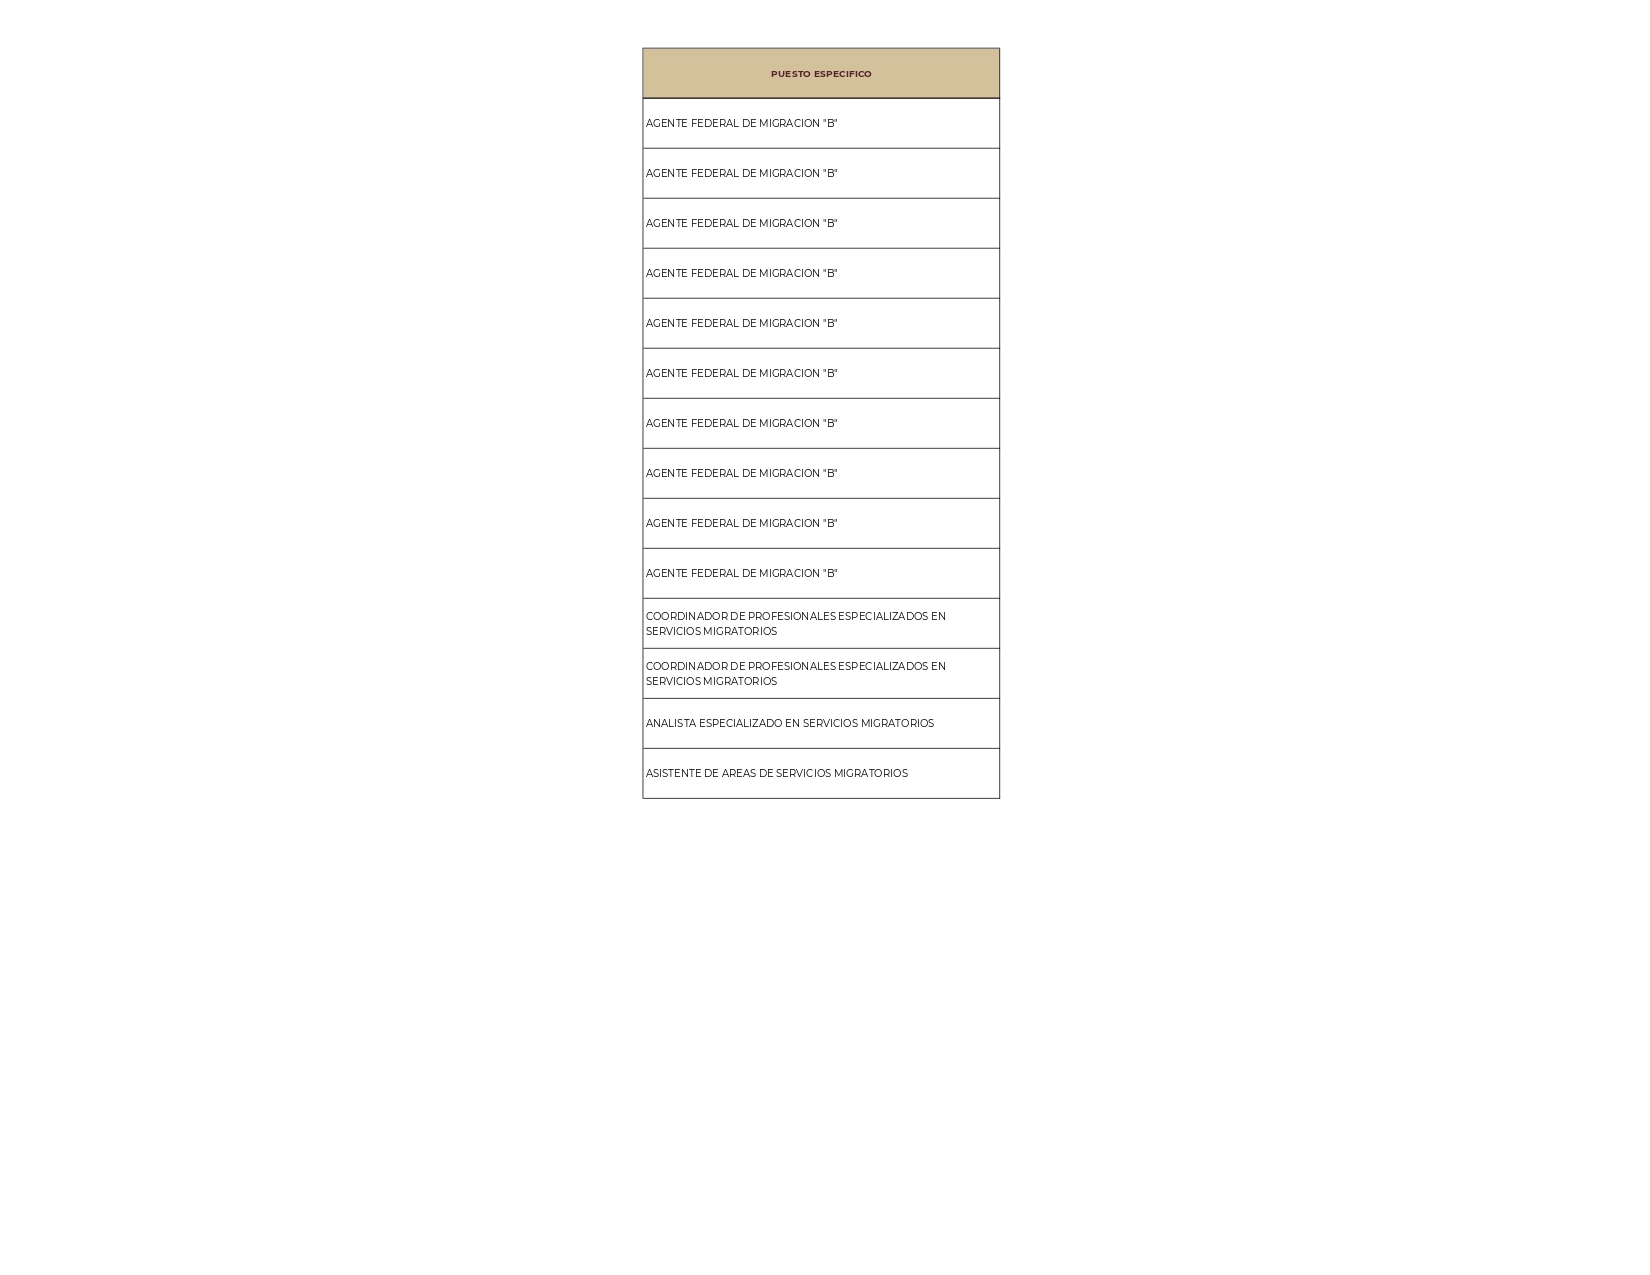 PUESTO ESPECIFICO
AGENTE FEDERAL DE MIGRACION "B"
AGENTE FEDERAL DE MIGRACION "B"
AGENTE FEDERAL DE MIGRACION "B"
AGENTE FEDERAL DE MIGRACION "B"
AGENTE FEDERAL DE MIGRACION "B"
AGENTE FEDERAL DE MIGRACION "B"
AGENTE FEDERAL DE MIGRACION "B"
AGENTE FEDERAL DE MIGRACION "B"
AGENTE FEDERAL DE MIGRACION "B"
AGENTE FEDERAL DE MIGRACION "B"
COORDINADOR DE PROFESIONALES ESPECIALIZADOS EN
SERVICIOS MIGRATORIOS
COORDINADOR DE PROFESIONALES ESPECIALIZADOS EN
SERVICIOS MIGRATORIOS
ANALISTA ESPECIALIZADO EN SERVICIOS MIGRATORIOS
ASISTENTE DE AREAS DE SERVICIOS MIGRATORIOS